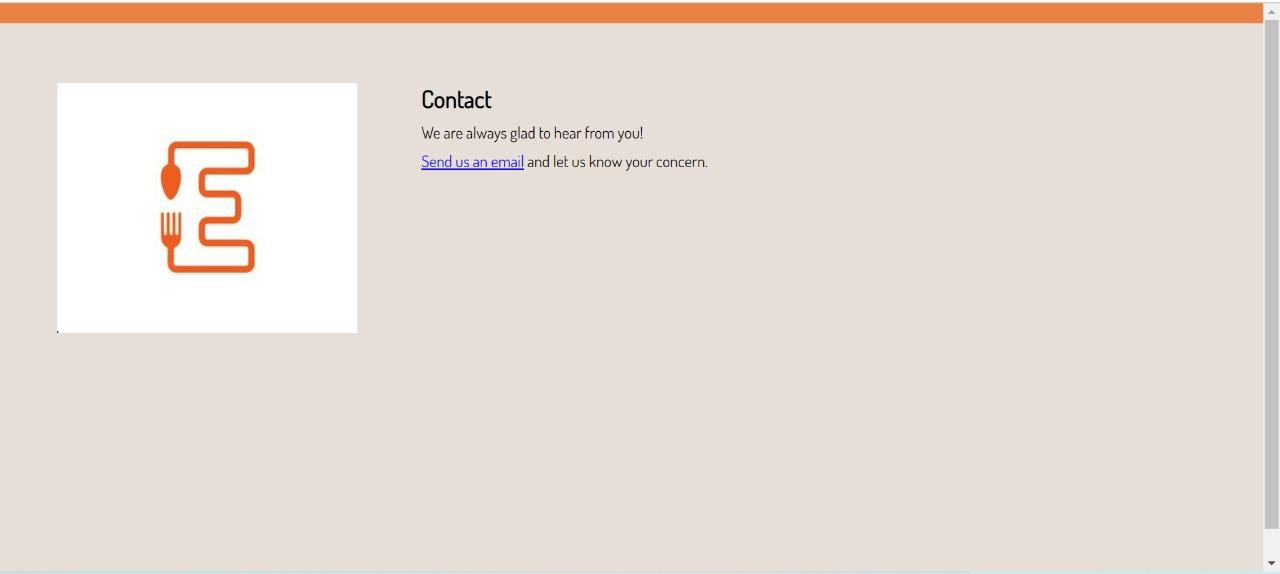 E
Contact
We are always glad to hear from you!
Send us an email and let us know your concern.